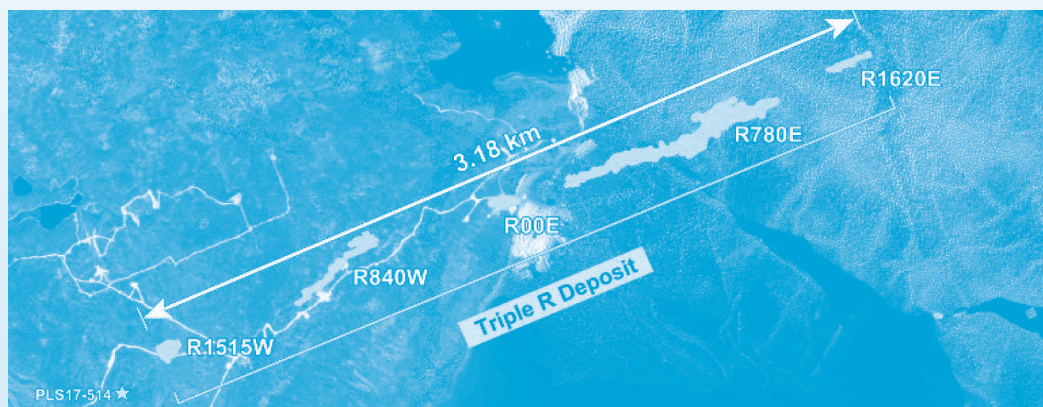 R1620E
R780E
3.18 km
R00E
R840W
Triple R Deposit
R1515W
PLS17-514